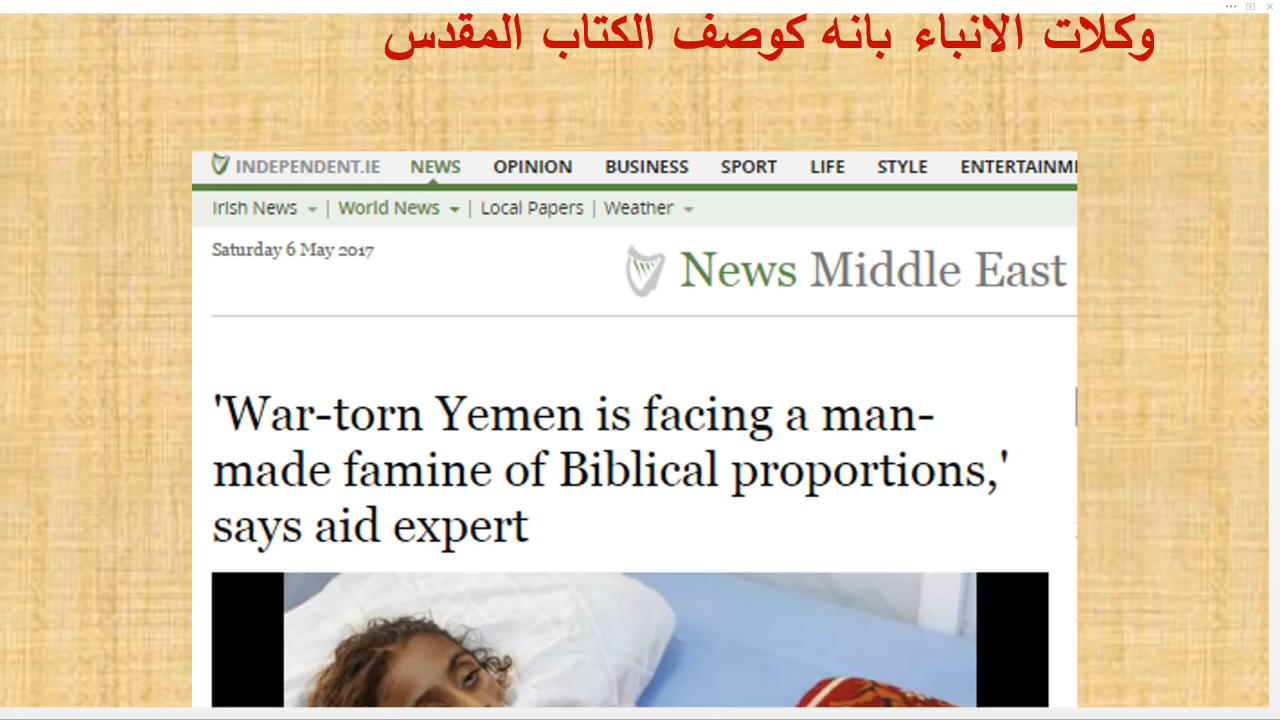 وكلات الانباء بانه كوصف الكتاب المقدس
INDEPENDENT.IE NEWS OPINION BUSINESS SPORT LIFE STYLE ENTERTAINM
Irish News | World News | Local Papers | Weather
Saturday 6 May 2017
News Middle East
'War-torn Yemen is facing a man-
made famine of Biblical proportions,'
says aid expert